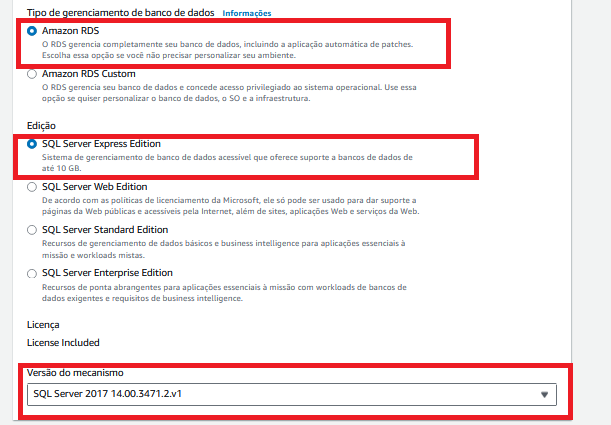 Tipo de gerenciamento de banco de dados Informações
Amazon RDS
O RDS gerencia completamente seu banco de dados, incluindo a aplicação automática de patches.
Escolha essa opção se você não precisar personalizar seu ambiente.
Amazon RDS Custom
O RDS gerencia seu banco de dados e concede acesso privilegiado ao sistema operacional. Use essa
opção se quiser personalizar o banco de dados, o SO e a infraestrutura.
Edição
SQL Server Express Edition
Sistema de gerenciamento de banco de dados acessível que oferece suporte a bancos de dados de
até 10 GB.
SQL Server Web Edition
De acordo com as políticas de licenciamento da Microsoft, ele só pode ser usado para dar suporte a
páginas da Web públicas e acessíveis pela Internet, além de sites, aplicações Web e serviços da Web.
SQL Server Standard Edition
Recursos de gerenciamento de dados básicos e business intelligence para aplicações essenciais à
missão e workloads mistas.
SQL Server Enterprise Edition
Recursos de ponta abrangentes para aplicações essenciais à missão com workloads de bancos de
dados exigentes e requisitos de business intelligence.
Licença
License Included
Versão do mecanismo
SQL Server 2017 14.00.3471.2.v1